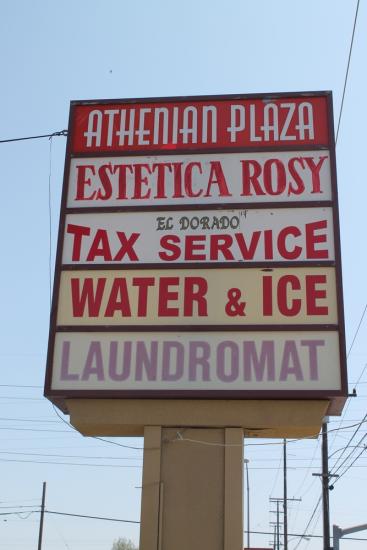 ATHENIAN PLAZA
ESTETICA ROSY
EL DORADO
TAX SERVICE
WATER & ICE
LAUNDROMAT